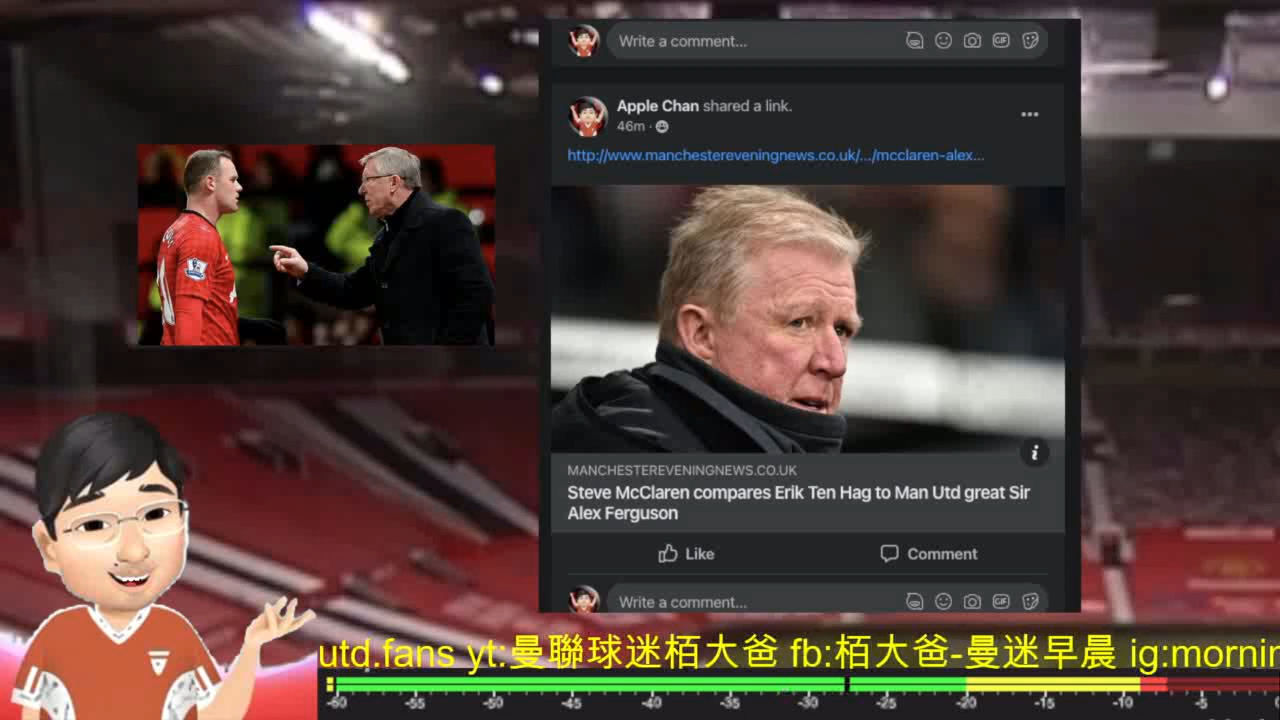 Write a comment...
GIF
Apple Chan shared a link.
46m ·
http://www.manchestereveningnews.co.uk/.../mcclaren-alex...
MANCHESTEREVENINGNEWS.CO.UK
Steve McClaren compares Erik Ten Hag to Man Utd great Sir
Alex Ferguson
Like
Comment
Write a comment...
GIF
utd.fans yt:曼聯球迷栢大爸 fb:栢大爸-曼迷早晨 ig:mornin
-60 -55 -50 -45 -40 -35 -30 -25 -20 -15 -10 -5